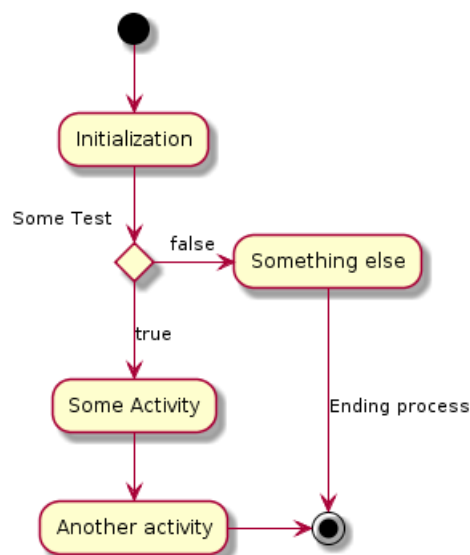 Initialization
Some Test
false
Something else
true
Some Activity
Ending process
Another activity